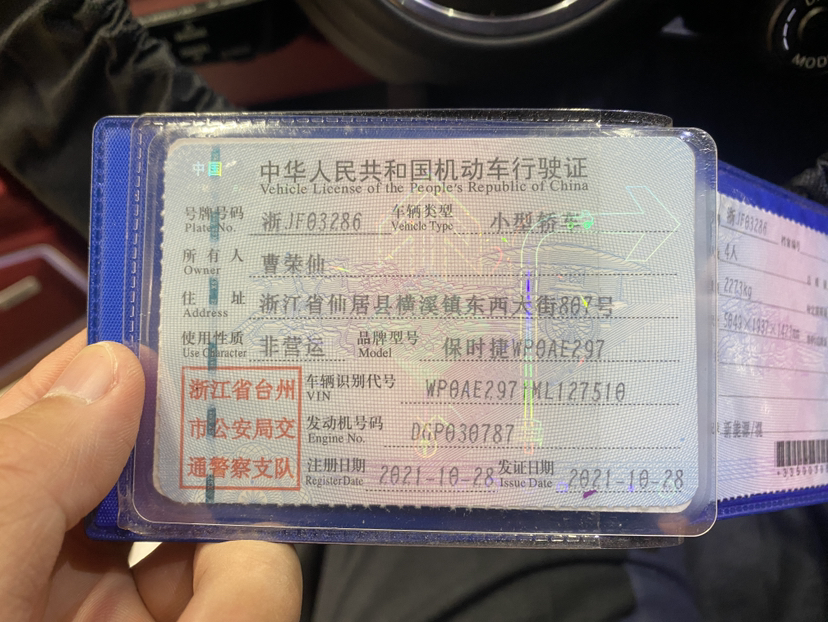 MOD
中国
中华人民共和国机动车行驶证
Vehicle License of the People's Republic of China
号牌号码 浙JF03286 车辆类型 小型轿车
Plate No. Vehicle Type
所有人 曹荣仙
Owner
住址 浙江省仙居县横溪镇东西大街807号
Address
使用性质 非营运 品牌型号 保时捷WP0AE297
Use Character Model
浙江省台州
市公安局交
通警察支队
车辆识别代号 WP0AE297 ML127510
VIN
发动机号码 DGP030787
Engine No.
注册日期 2021-10-28 发证日期 2021-10-28
Register Date Issue Date
浙JF03286
4人
2273kg